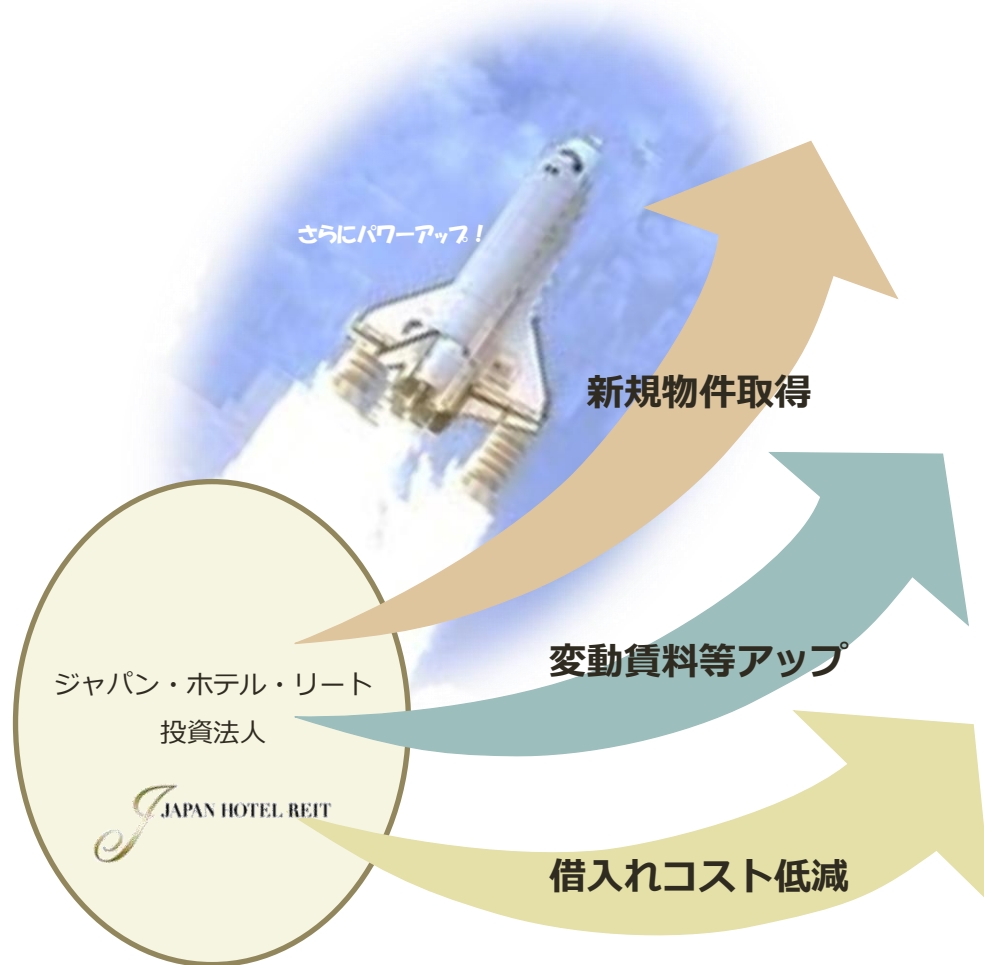 さらにパワーアップ！
新規物件取得
変動賃料等アップ
ジャパン・ホテル・リート
投資法人
JAPAN HOTEL REIT
借入れコスト低減